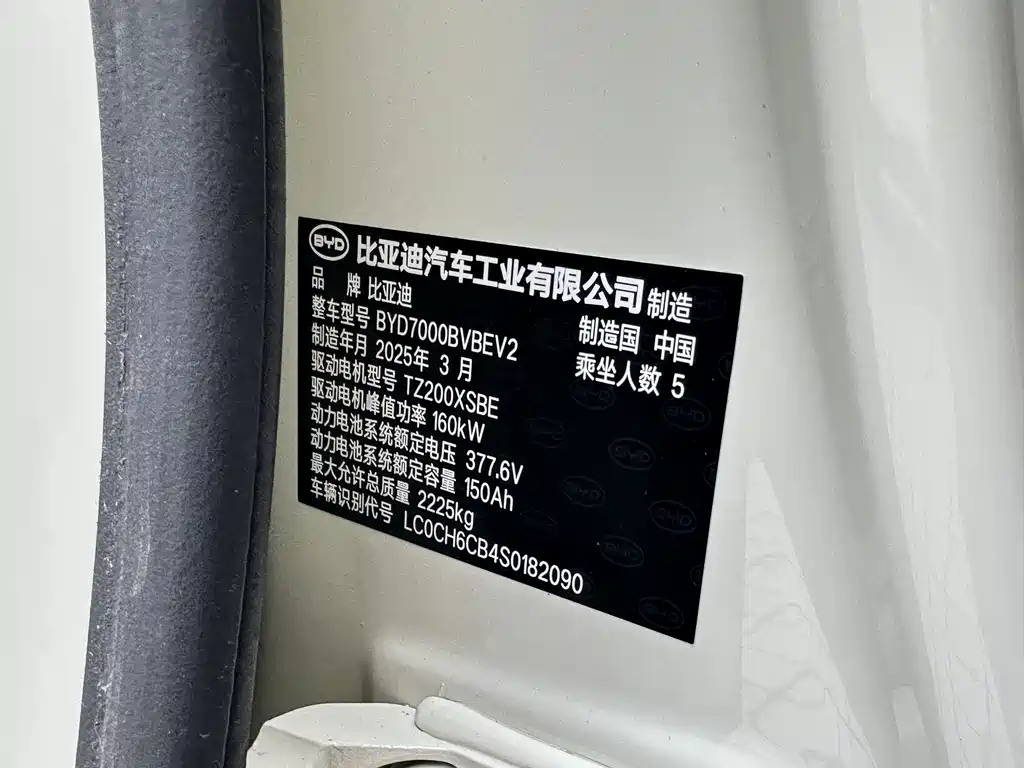 BYD 比亚迪汽车工业有限公司 制造
品 牌 比亚迪
制造国 中国
整车型号 BYD7000BVBEV2
乘坐人数 5
制造年月 2025年 3 月
驱动电机型号 TZ200XSBE
驱动电机峰值功率 160kW
动力电池系统额定电压 377.6V
动力电池系统额定容量 150Ah
最大允许总质量 2225kg
车辆识别代号 LC0CH6CB4S0182090